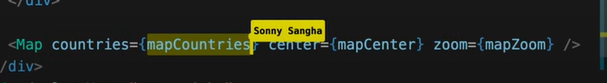 </div>
Sonny Sangha
<Map countries={mapCountries} center={mapCenter} zoom={mapZoom} />
/div>